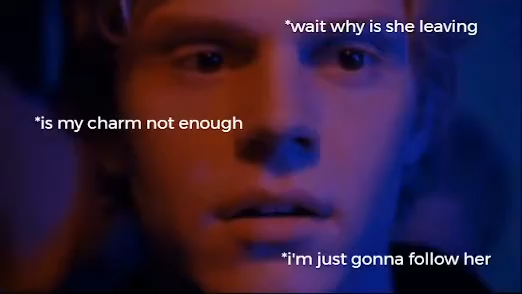 *wait why is she leaving
*is my charm not enough
*i'm just gonna follow her